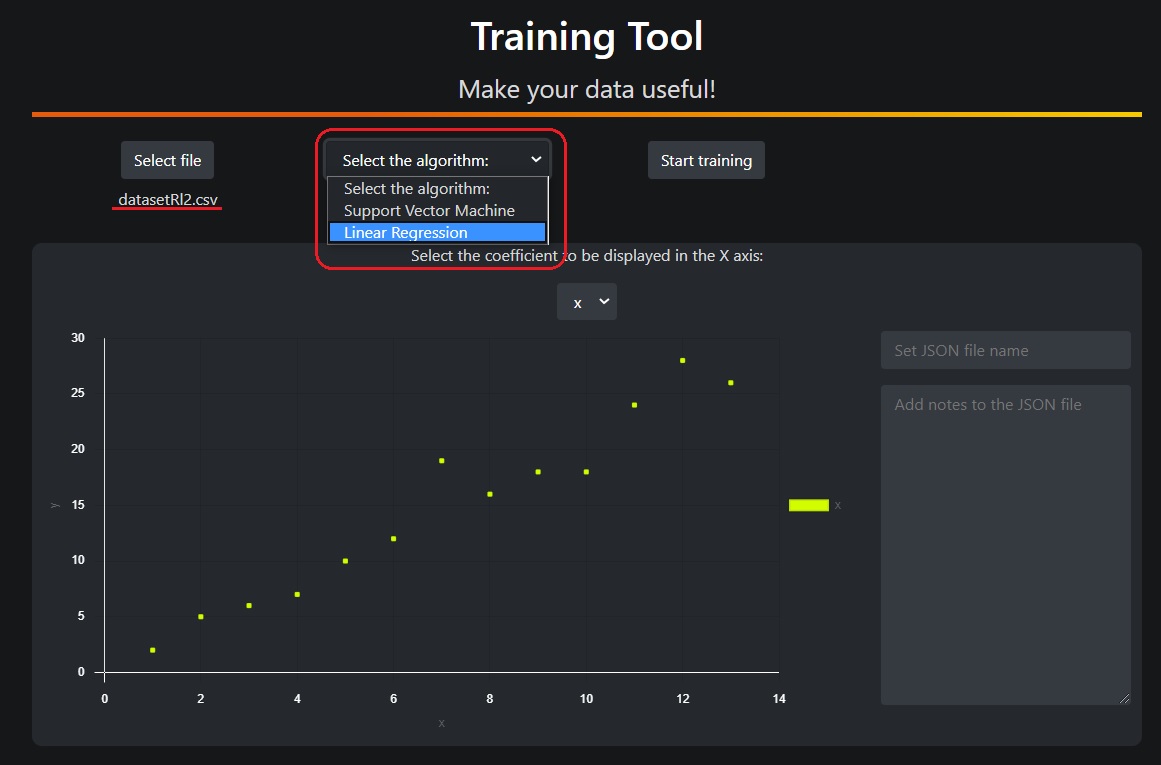 Training Tool
Make your data useful!
Select file
Select the algorithm:
Start training
datasetRl2.csv
Select the algorithm:
Support Vector Machine
Linear Regression
Select the coefficient to be displayed in the X axis:
x
30
25
20
15
10
5
0
y
0 2 4 6 8 10 12 14
x
x
Set JSON file name
Add notes to the JSON file